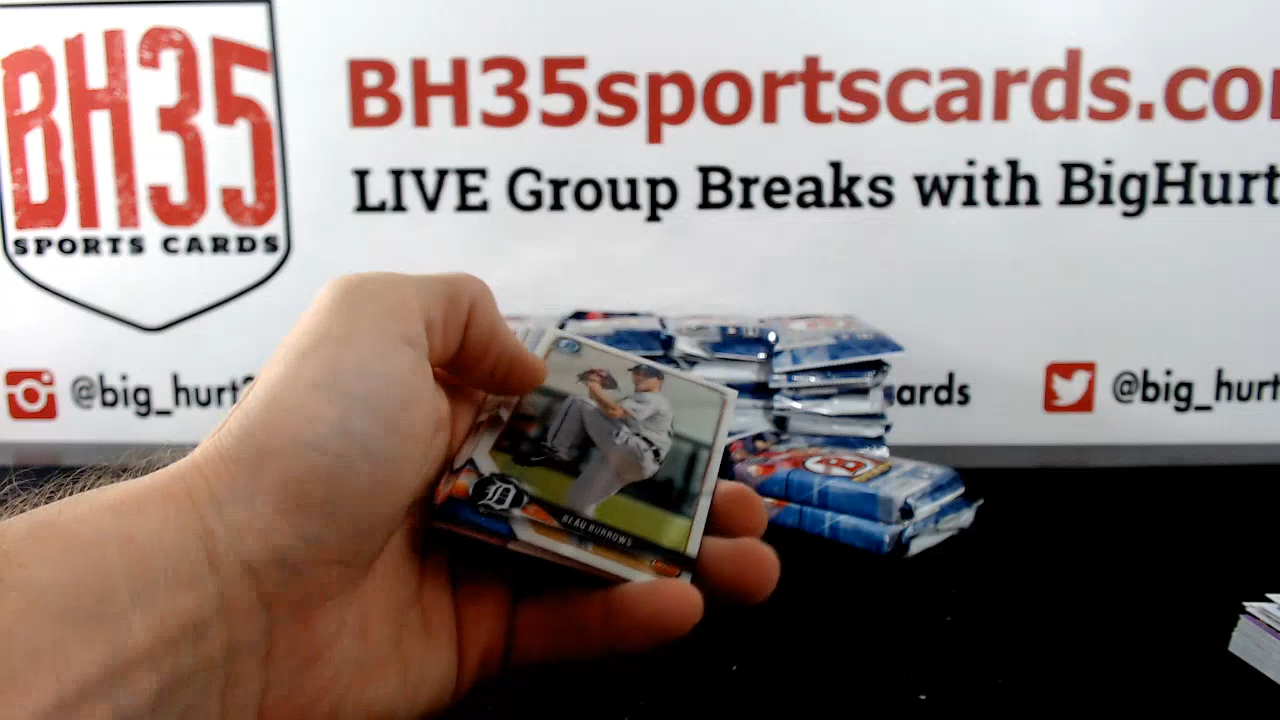 BH35
SPORTS CARDS
BH35sportscards.co
LIVE Group Breaks with BigHurt
@big_hurt
ards
@big_hurt
D
BEAU BURROWS
B